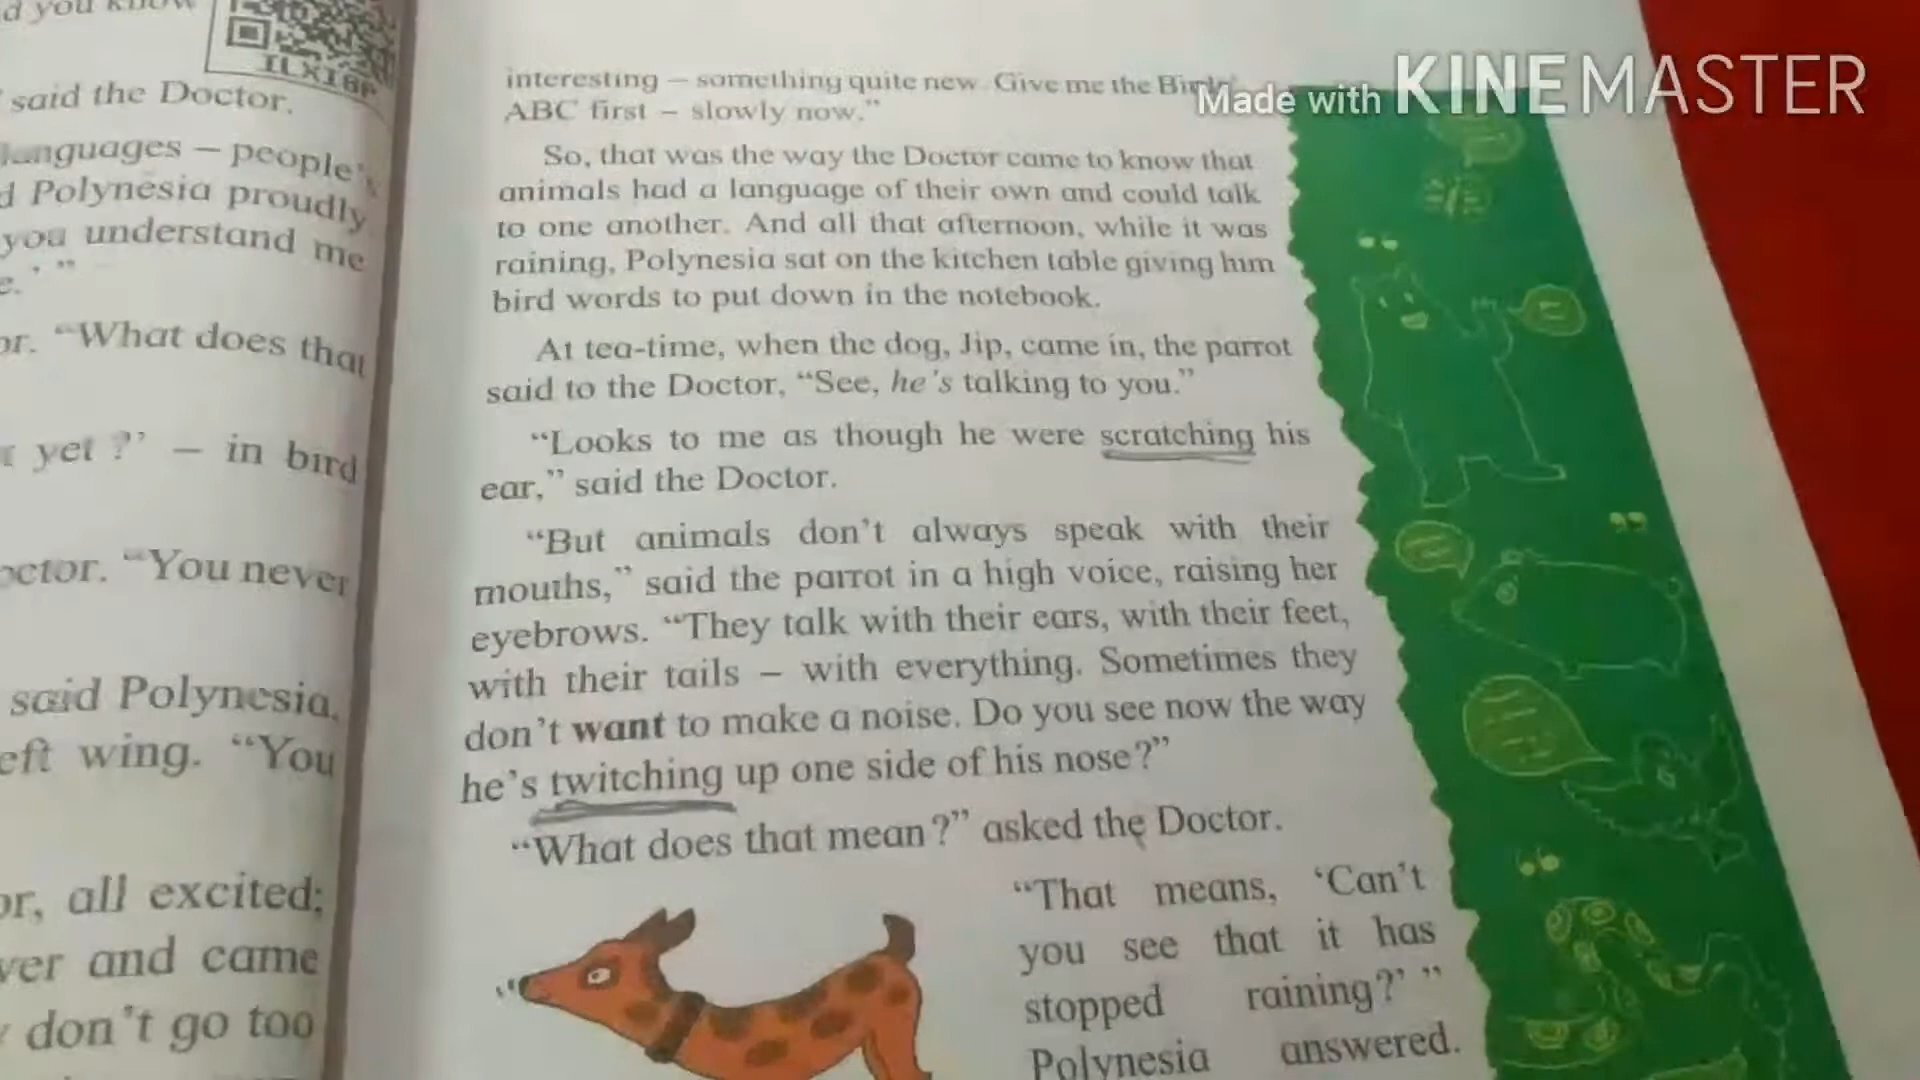 d you know
ILXI8P
said the Doctor.
languages – people's
d Polynesia proudly
you understand me
e.' "
or. "What does that
yet ?' – in bird
octor. "You never
said Polynesia.
eft wing. "You
or, all excited;
ver and came
don't go too
interesting – something quite new. Give me the Birds'
ABC first – slowly now."
So, that was the way the Doctor came to know that
animals had a language of their own and could talk
to one another. And all that afternoon, while it was
raining, Polynesia sat on the kitchen table giving him
bird words to put down in the notebook.
At tea-time, when the dog, Jip, came in, the parrot
said to the Doctor, "See, he's talking to you."
"Looks to me as though he were scratching his
ear," said the Doctor.
"But animals don't always speak with their
mouths," said the parrot in a high voice, raising her
eyebrows. "They talk with their ears, with their feet,
with their tails – with everything. Sometimes they
don't want to make a noise. Do you see now the way
he's twitching up one side of his nose?"
"What does that mean?" asked the Doctor.
"That means, 'Can't
you see that it has
stopped raining?' "
Polynesia answered.
Made with KINEMASTER